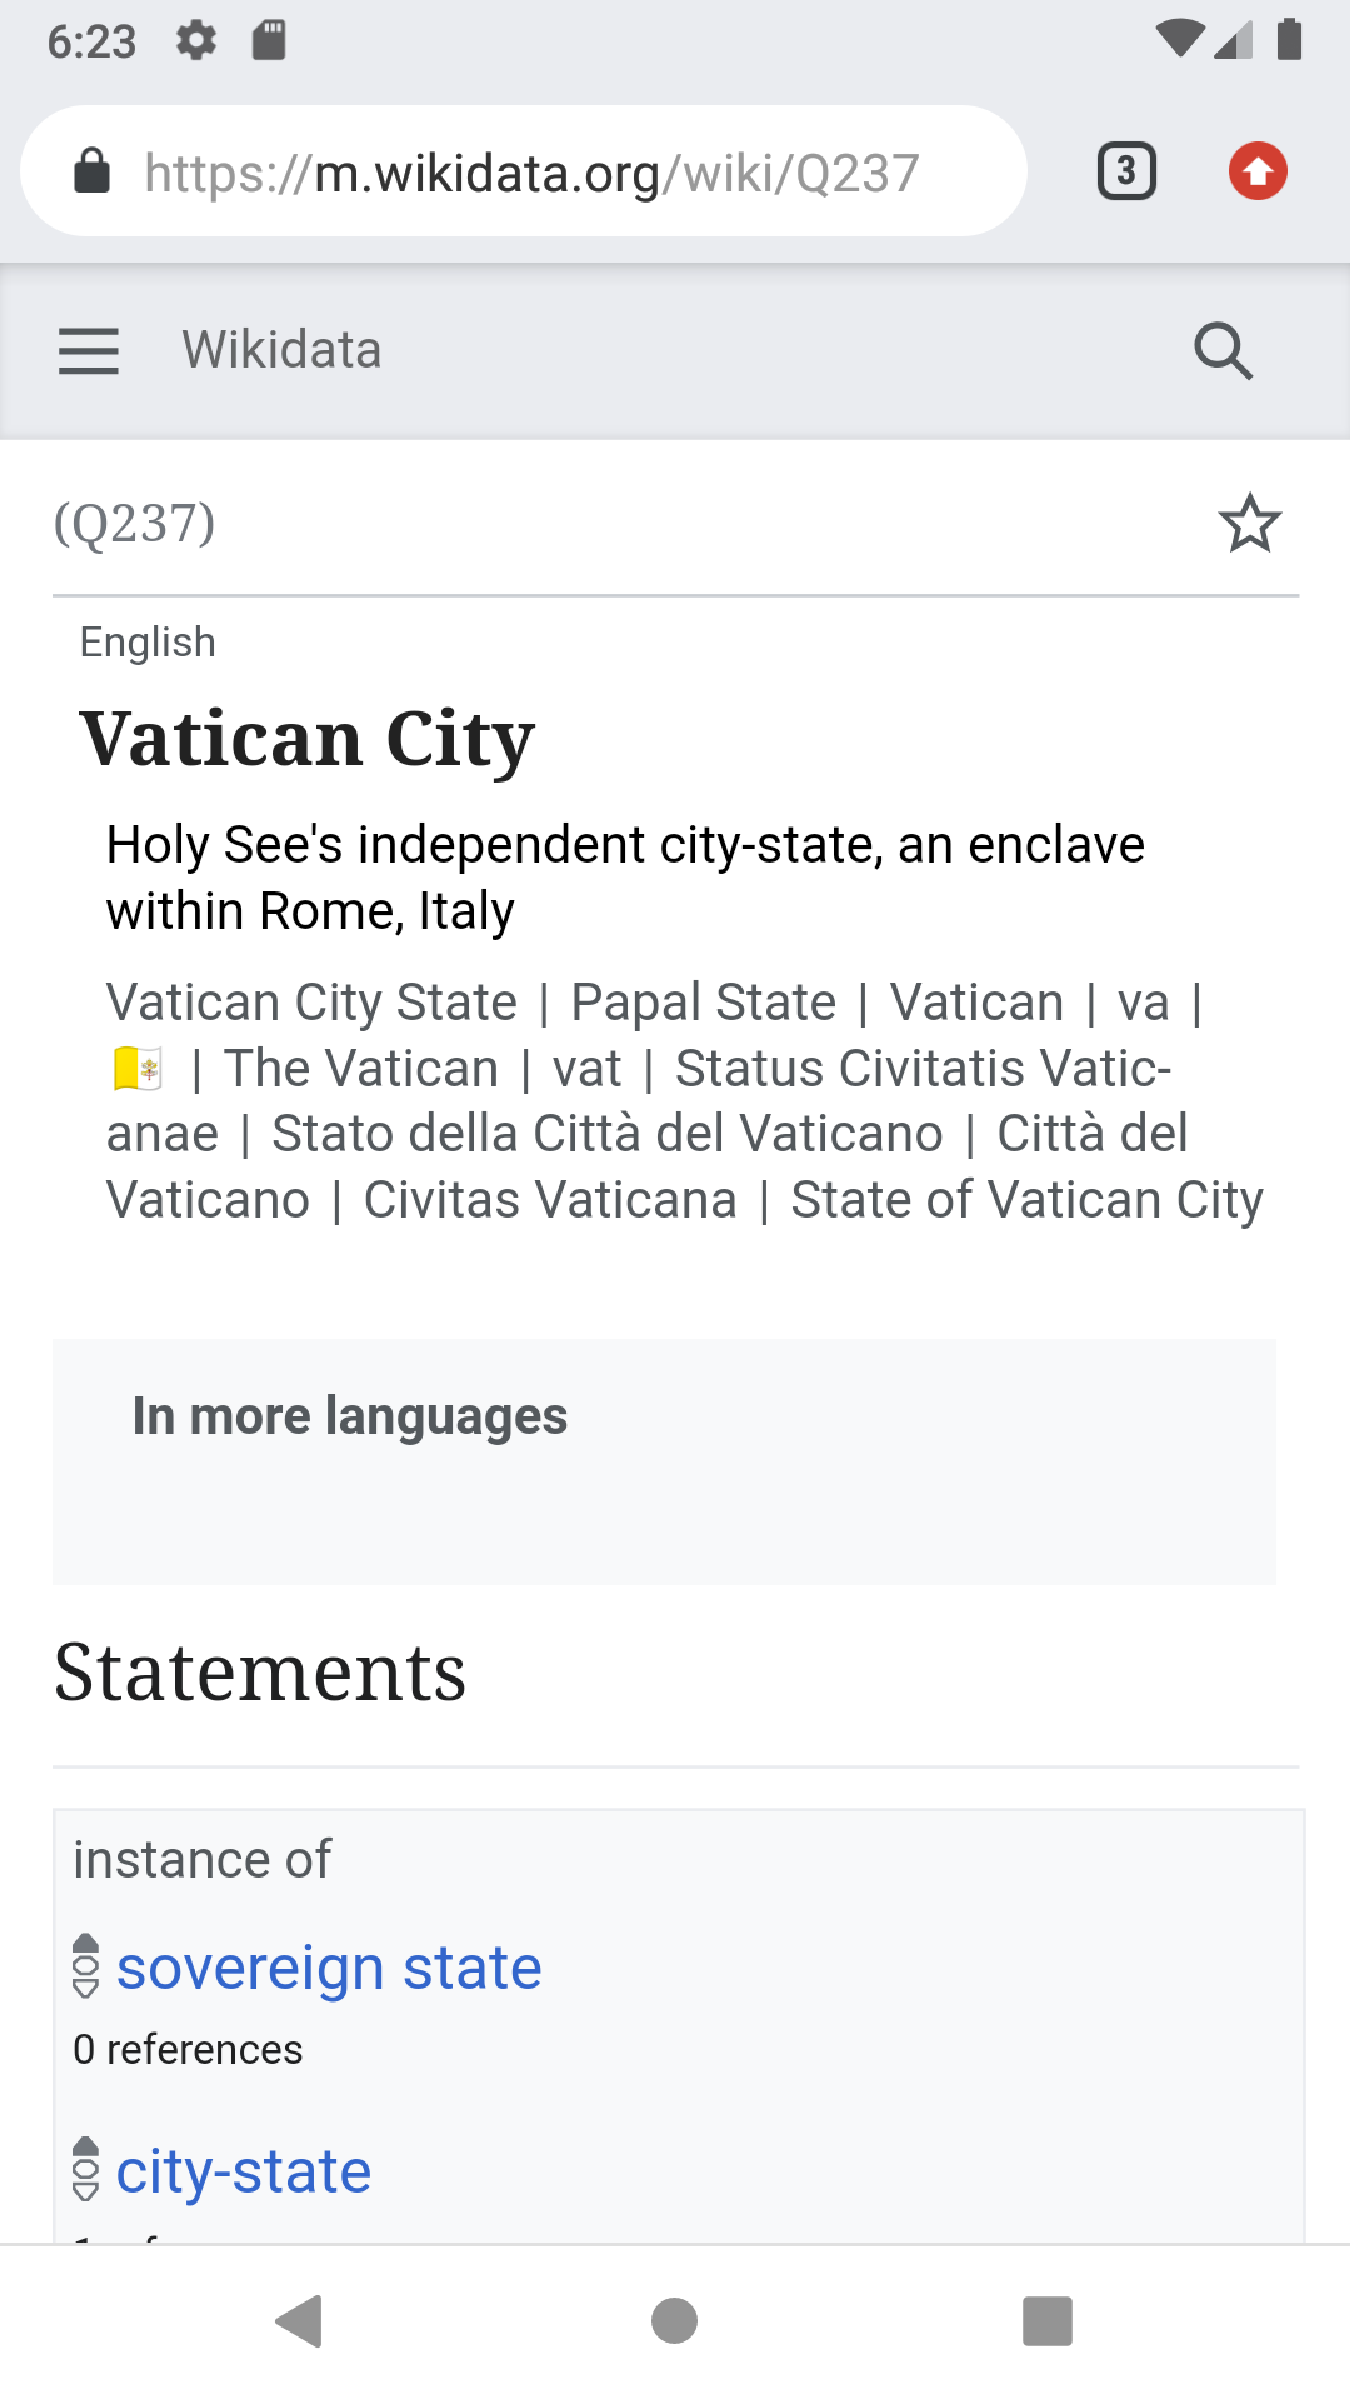 6:23
https://m.wikidata.org/wiki/Q237
3
Wikidata
(Q237)
English
Vatican City
Holy See's independent city-state, an enclave
within Rome, Italy
Vatican City State | Papal State | Vatican | va |
🇻🇦 | The Vatican | vat | Status Civitatis Vatic-
anae | Stato della Città del Vaticano | Città del
Vaticano | Civitas Vaticana | State of Vatican City
In more languages
Statements
instance of
sovereign state
0 references
city-state